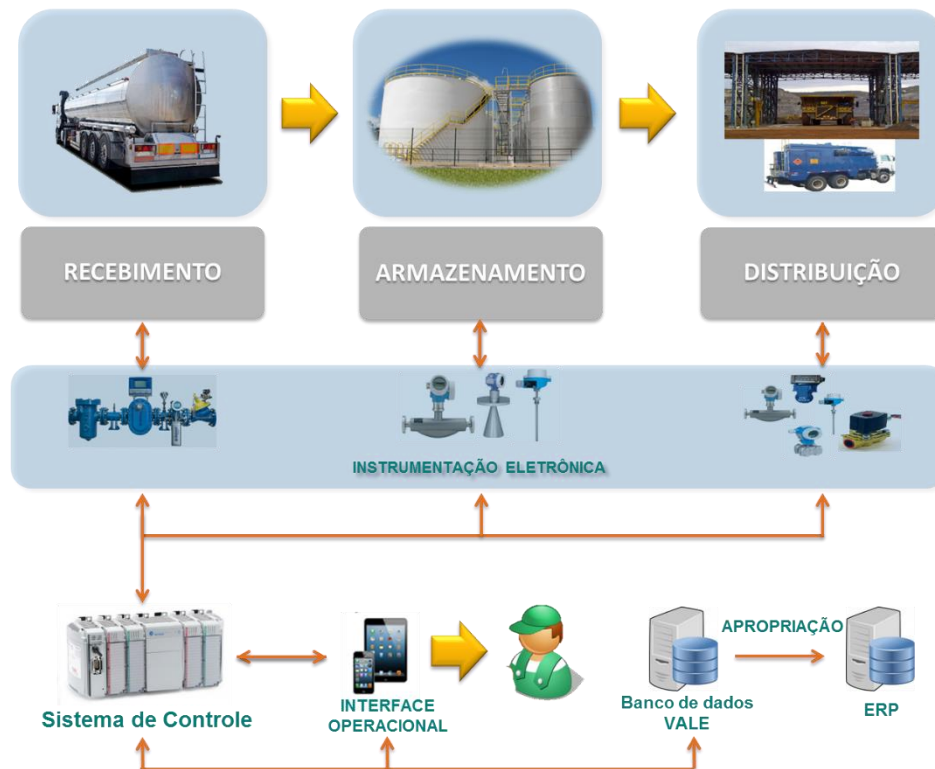 RECEBIMENTO
ARMAZENAMENTO
DISTRIBUIÇÃO
INSTRUMENTAÇÃO ELETRÔNICA
Sistema de Controle
INTERFACE
OPERACIONAL
Banco de dados
VALE
APROPRIAÇÃO
ERP